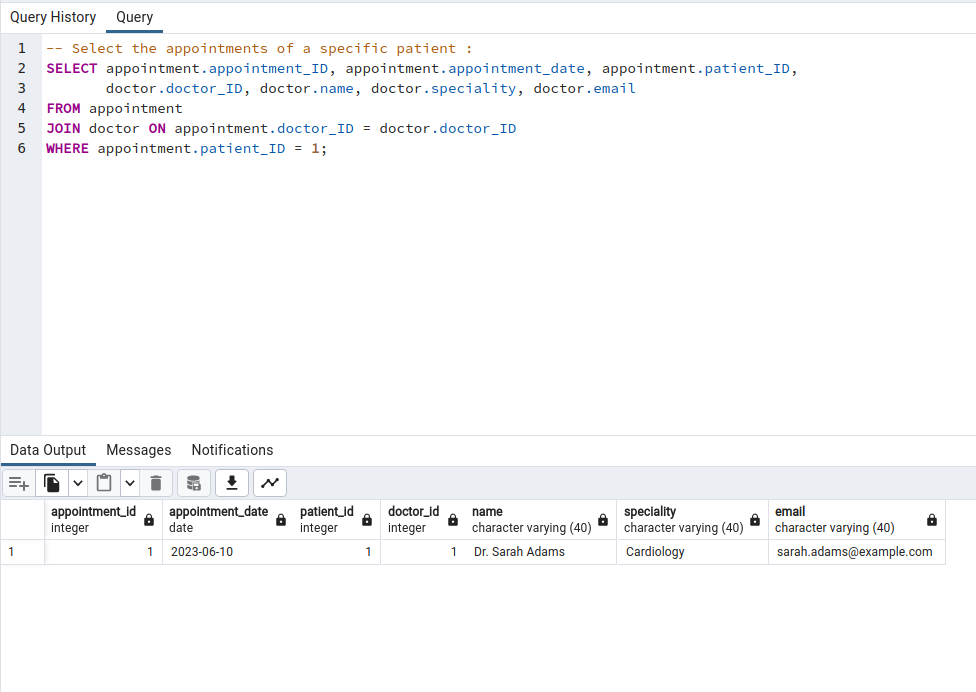 Query History Query
1 -- Select the appointments of a specific patient :
2 SELECT appointment.appointment_ID, appointment.appointment_date, appointment.patient_ID,
3 doctor.doctor_ID, doctor.name, doctor.speciality, doctor.email
4 FROM appointment
5 JOIN doctor ON appointment.doctor_ID = doctor.doctor_ID
6 WHERE appointment.patient_ID = 1;
Data Output Messages Notifications
appointment_id appointment_date patient_id doctor_id name speciality email
integer date integer integer character varying (40) character varying (40) character varying (40)
1 1 2023-06-10 1 1 Dr. Sarah Adams Cardiology sarah.adams@example.com